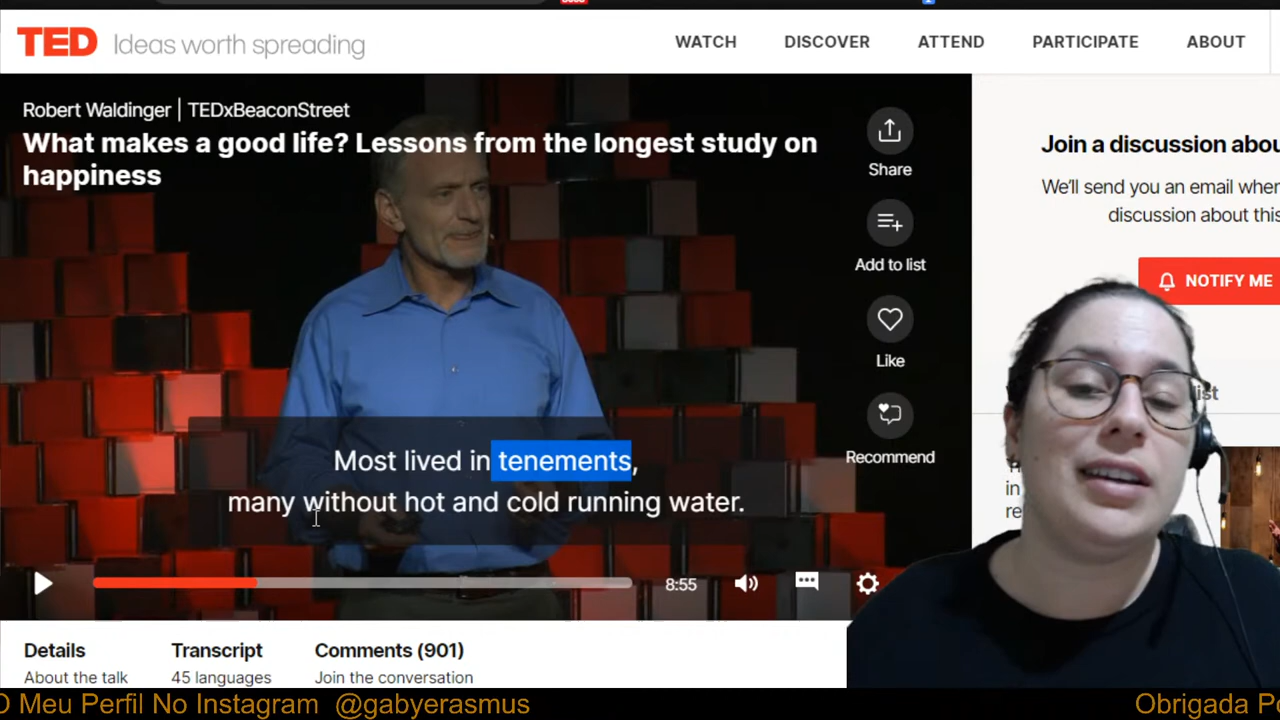 TED Ideas worth spreading
WATCH DISCOVER ATTEND PARTICIPATE ABOUT
Robert Waldinger | TEDxBeaconStreet
What makes a good life? Lessons from the longest study on
happiness
Share
Add to list
Like
Recommend
Most lived in tenements,
many without hot and cold running water.
8:55
Details
About the talk
Transcript
45 languages
Comments (901)
Join the conversation
Join a discussion
We'll send you an email
discussion about
NOTIFY ME
in
Meu Perfil No Instagram @gabyerasmus
Obrigada